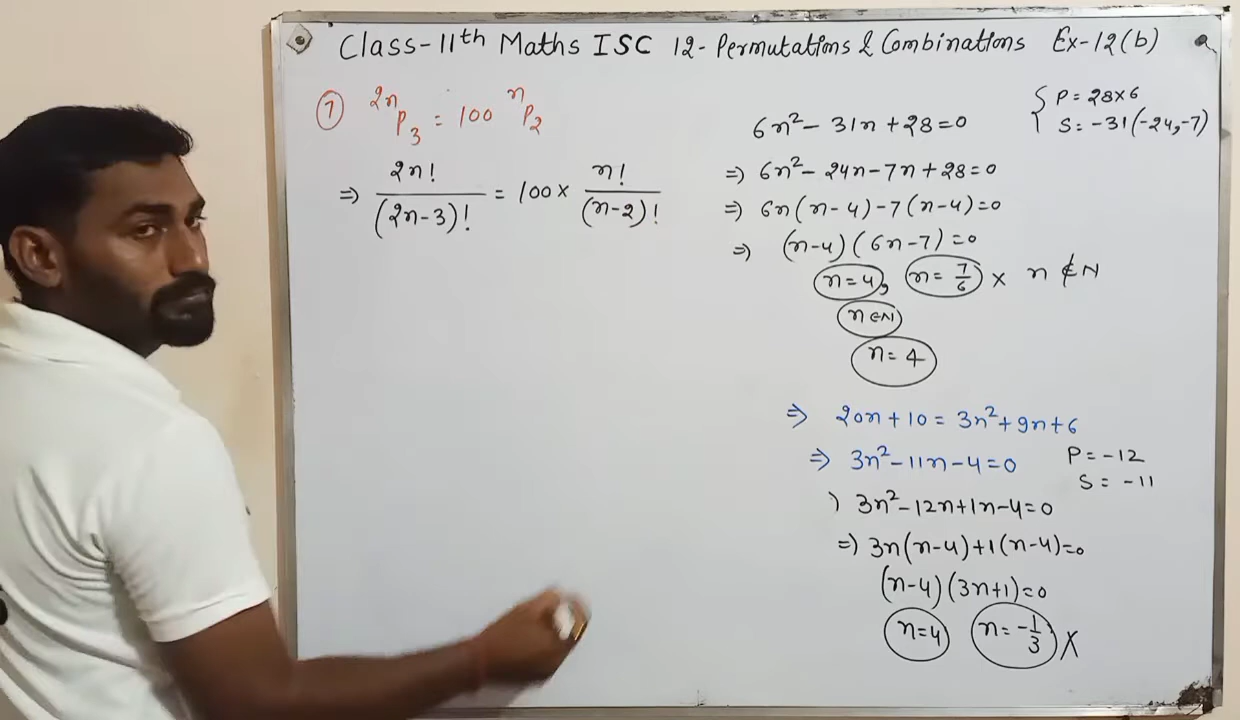 Class-11th Maths ISC 12-Permutations & Combinations Ex-12(b)
⑦ ²ⁿP₃ = 100 ⁿP₂
⇒ 2n!/(2n-3)! = 100 × n!/(n-2)!
{ P = 28×6
S = -31(-24,-7)
6n² - 31n + 28 = 0
⇒ 6n² - 24n - 7n + 28 = 0
⇒ 6n(n-4) - 7(n-4) = 0
⇒ (n-4)(6n-7) = 0
n = 4, n = 7/6 × n ∉ N
n ∈ N
n = 4
⇒ 20n + 10 = 3n² + 9n + 6
⇒ 3n² - 11n - 4 = 0
P = -12
S = -11
) 3n² - 12n + 1n - 4 = 0
⇒ 3n(n-4) + 1(n-4) = 0
(n-4)(3n+1) = 0
n = 4 n = -1/3 X